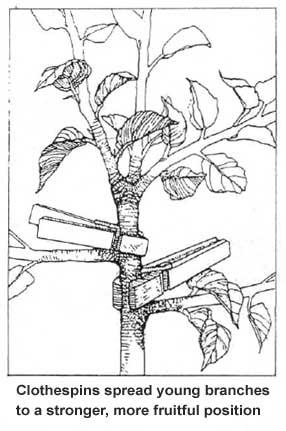 Clothespins spread young branches
to a stronger, more fruitful position